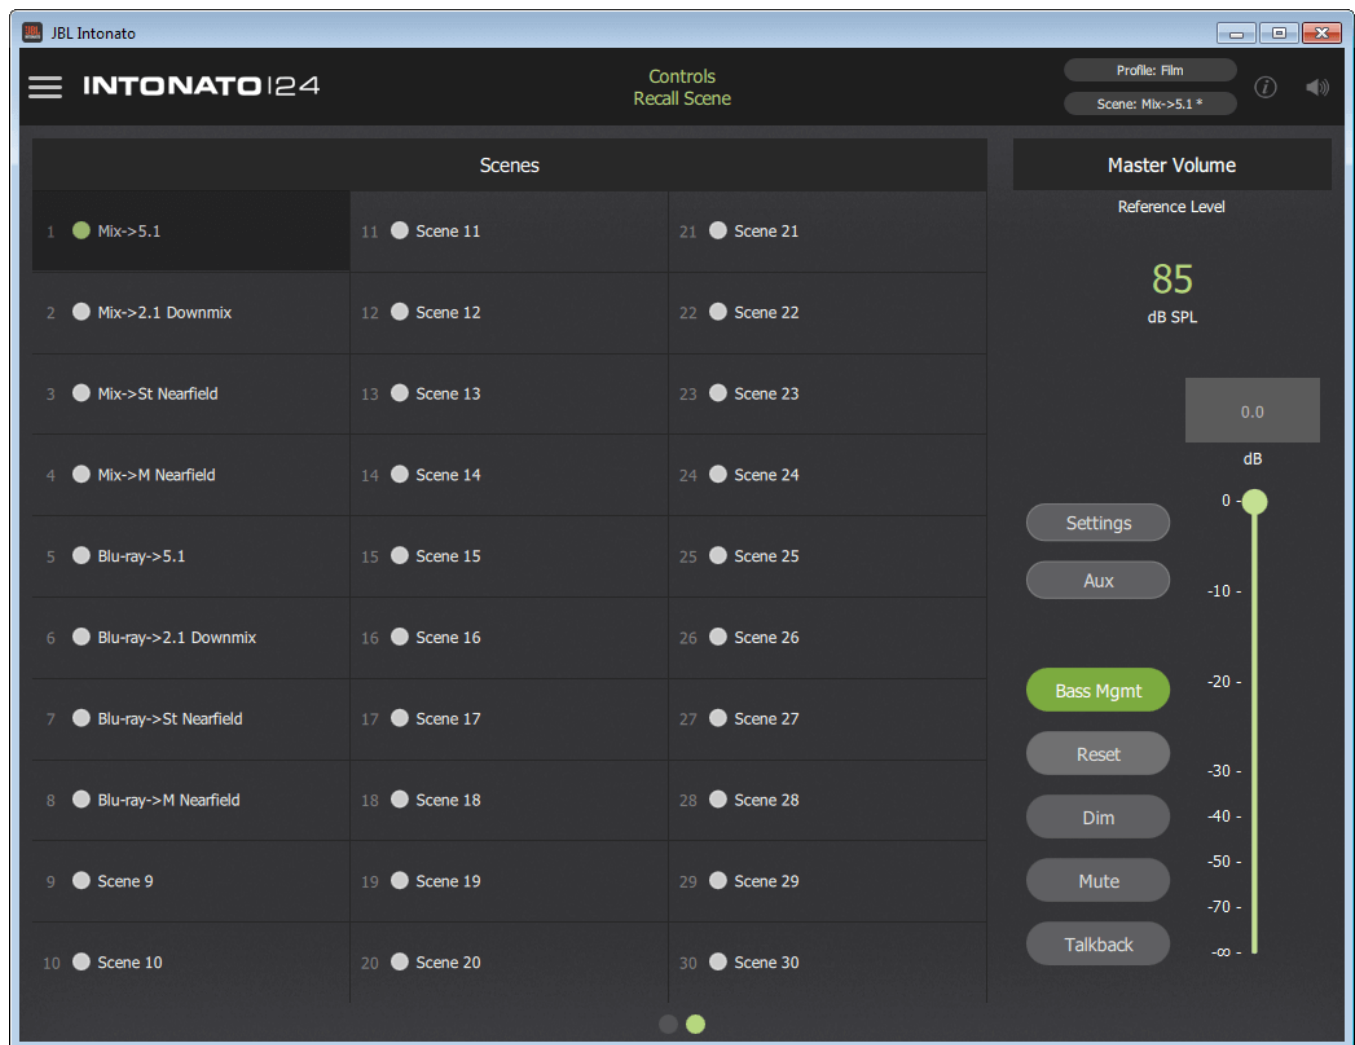 JBL Intonato
INTONATO|24
Controls
Recall Scene
Profile: Film
Scene: Mix->5.1 *
Scenes
1 Mix->5.1
2 Mix->2.1 Downmix
3 Mix->St Nearfield
4 Mix->M Nearfield
5 Blu-ray->5.1
6 Blu-ray->2.1 Downmix
7 Blu-ray->St Nearfield
8 Blu-ray->M Nearfield
9 Scene 9
10 Scene 10
11 Scene 11
12 Scene 12
13 Scene 13
14 Scene 14
15 Scene 15
16 Scene 16
17 Scene 17
18 Scene 18
19 Scene 19
20 Scene 20
21 Scene 21
22 Scene 22
23 Scene 23
24 Scene 24
25 Scene 25
26 Scene 26
27 Scene 27
28 Scene 28
29 Scene 29
30 Scene 30
Master Volume
Reference Level
85
dB SPL
0.0
dB
Settings
Aux
Bass Mgmt
Reset
Dim
Mute
Talkback
0 -
-10 -
-20 -
-30 -
-40 -
-50 -
-70 -
-∞ -